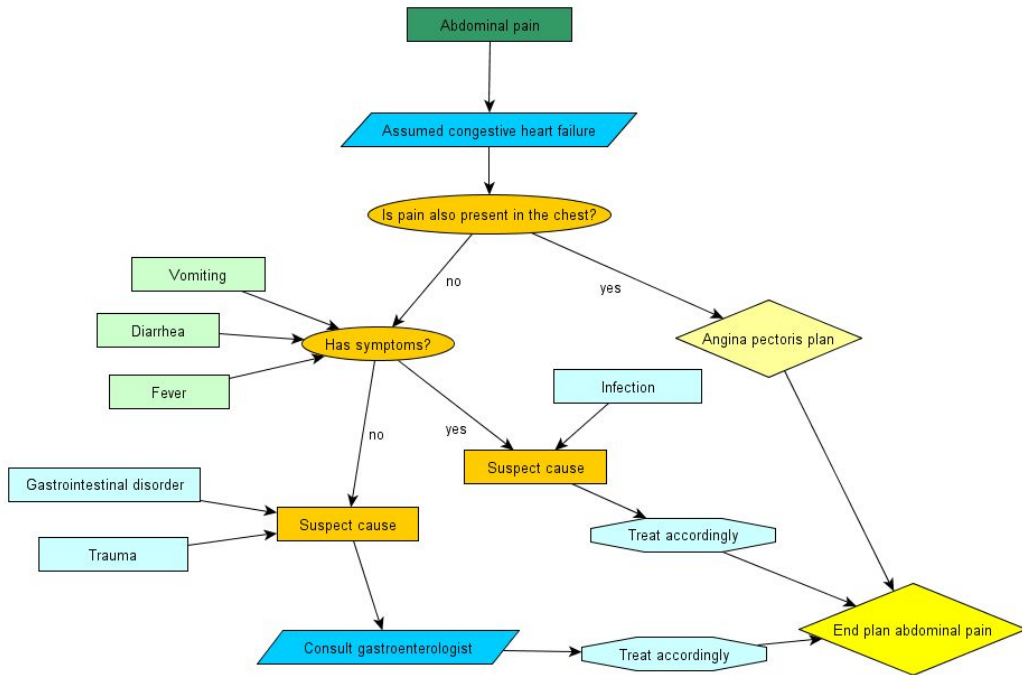 Abdominal pain
Assumed congestive heart failure
Is pain also present in the chest?
no
yes
Vomiting
Diarrhea
Fever
Has symptoms?
Angina pectoris plan
Infection
no
yes
Suspect cause
Gastrointestinal disorder
Trauma
Suspect cause
Treat accordingly
Consult gastroenterologist
Treat accordingly
End plan abdominal pain